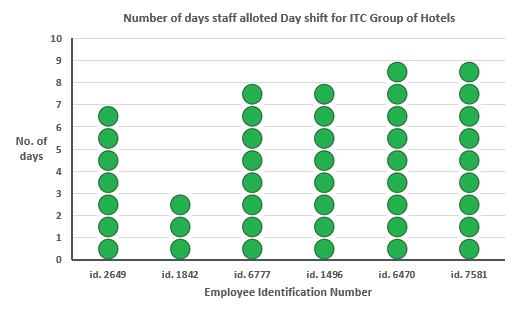 Number of days staff alloted Day shift for ITC Group of Hotels
10
9
8
7
6
5
4
3
2
1
0
No. of
days
id. 2649 id. 1842 id. 6777 id. 1496 id. 6470 id. 7581
Employee Identification Number